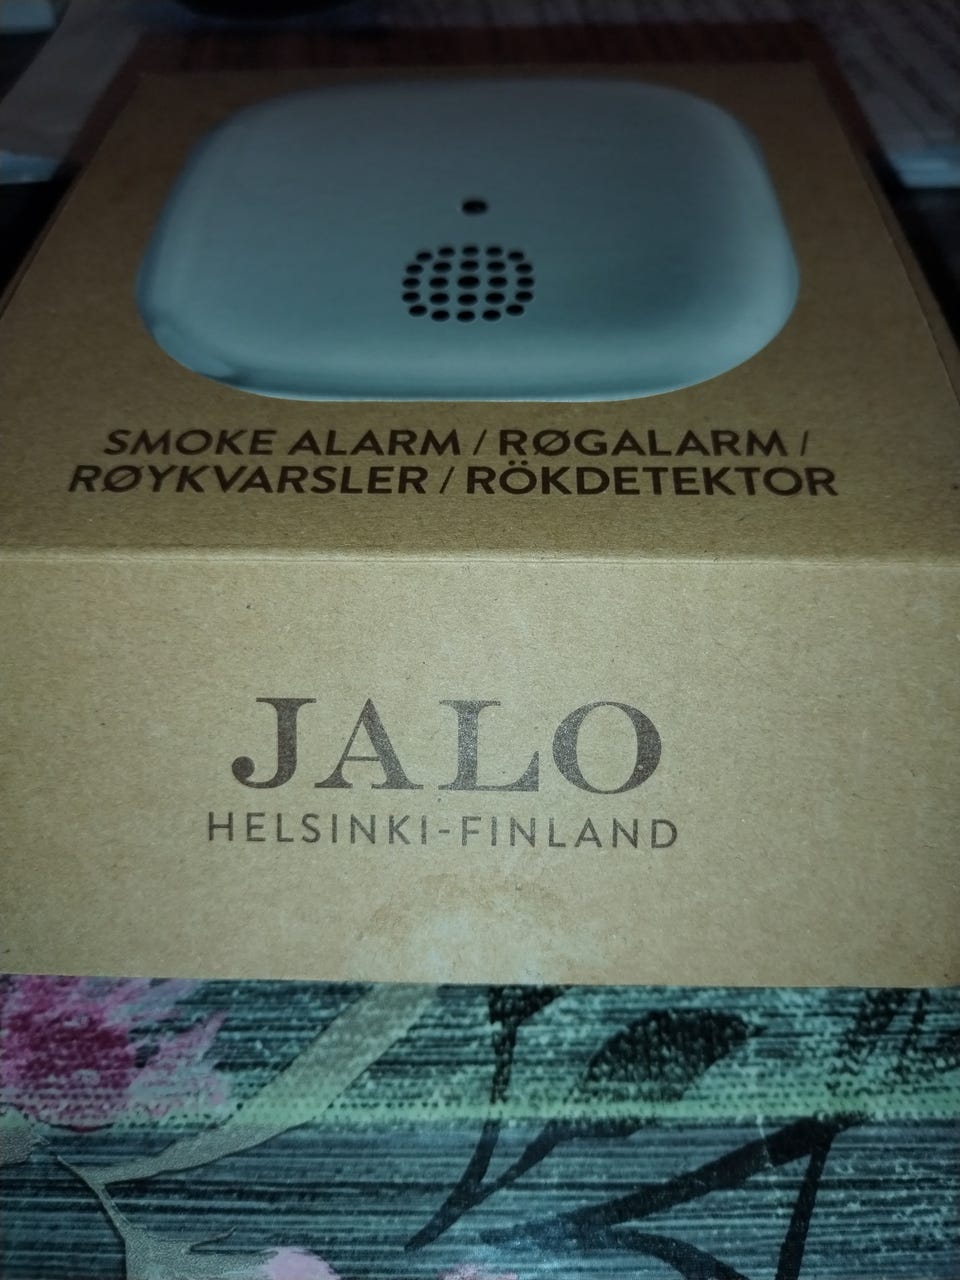 SMOKE ALARM / RØGALARM /
RØYKVARSLER / RÖKDETEKTOR
JALO
HELSINKI-FINLAND